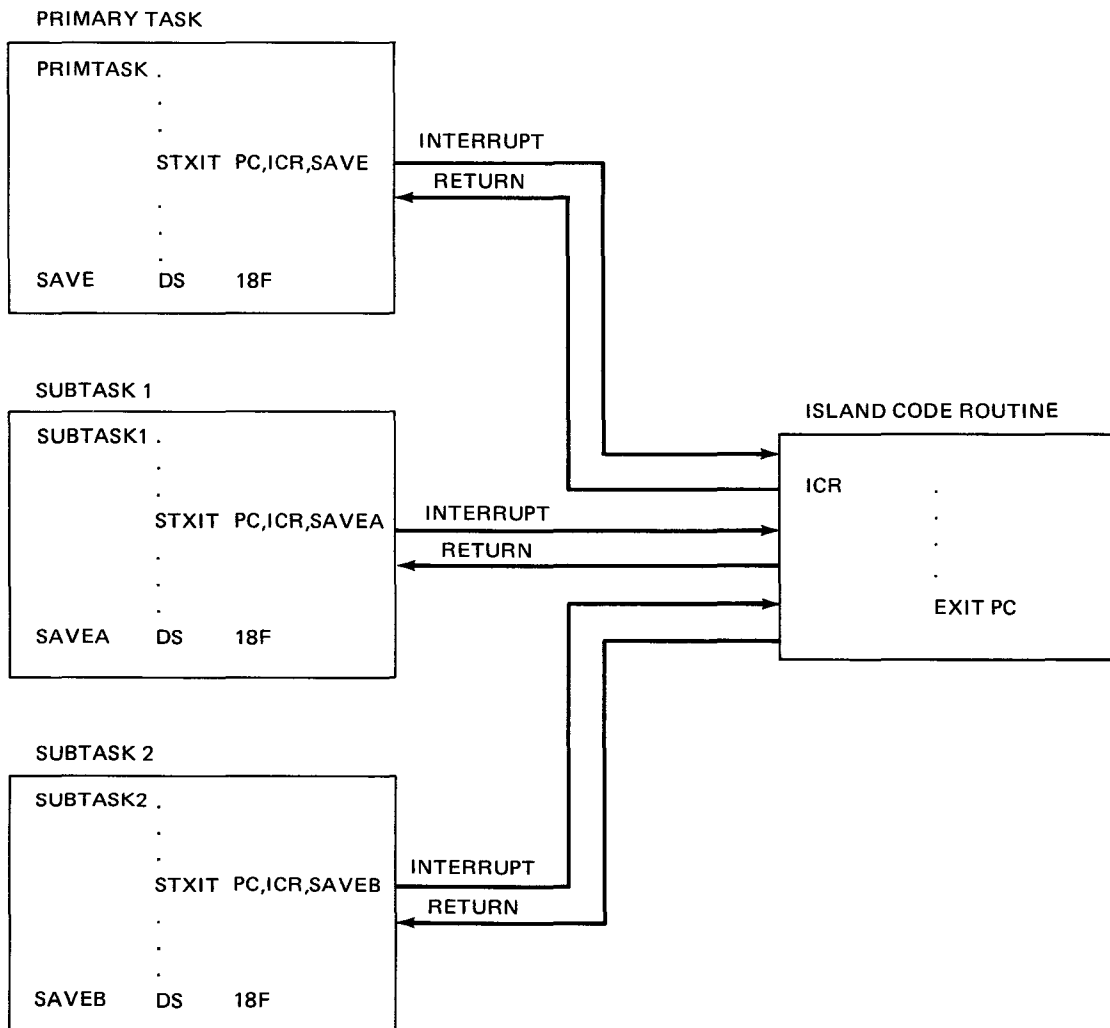 PRIMARY TASK
PRIMTASK .
.
.
STXIT PC,ICR,SAVE
.
.
.
SAVE DS 18F
INTERRUPT
RETURN
SUBTASK 1
SUBTASK1 .
.
.
STXIT PC,ICR,SAVEA
.
.
.
SAVEA DS 18F
INTERRUPT
RETURN
SUBTASK 2
SUBTASK2 .
.
.
STXIT PC,ICR,SAVEB
.
.
.
SAVEB DS 18F
INTERRUPT
RETURN
ISLAND CODE ROUTINE
ICR .
.
.
.
EXIT PC